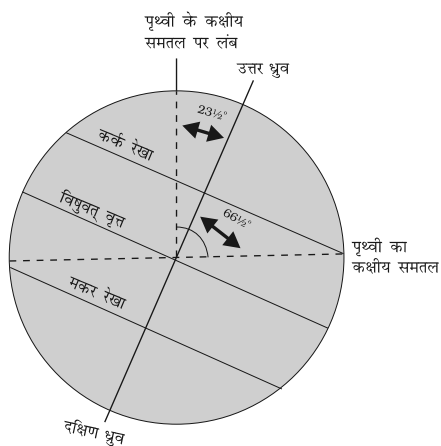 पृथ्वी के कक्षीय
समतल पर लंब
उत्तर ध्रुव
23½°
कर्क रेखा
66½°
विषुवत् वृत्त
पृथ्वी का
कक्षीय समतल
मकर रेखा
दक्षिण ध्रुव